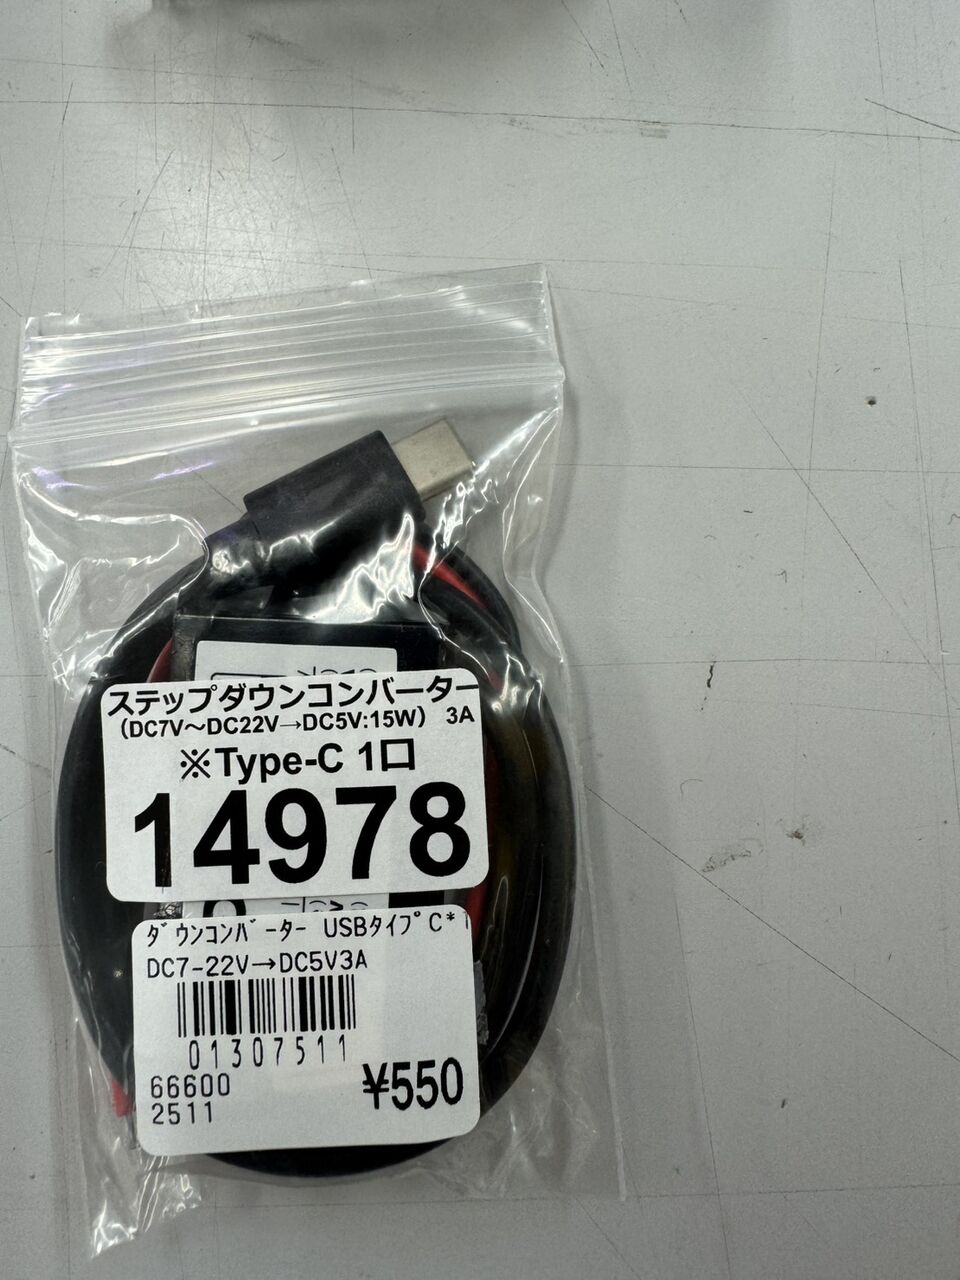 ステップダウンコンバーター
（DC7V～DC22V→DC5V:15W） 3A
※Type-C 1口
14978
ﾀﾞｳﾝｺﾝﾊﾞｰﾀｰ USBﾀｲﾌﾟC*1
DC7-22V→DC5V3A
01307511
66600
2511
¥550